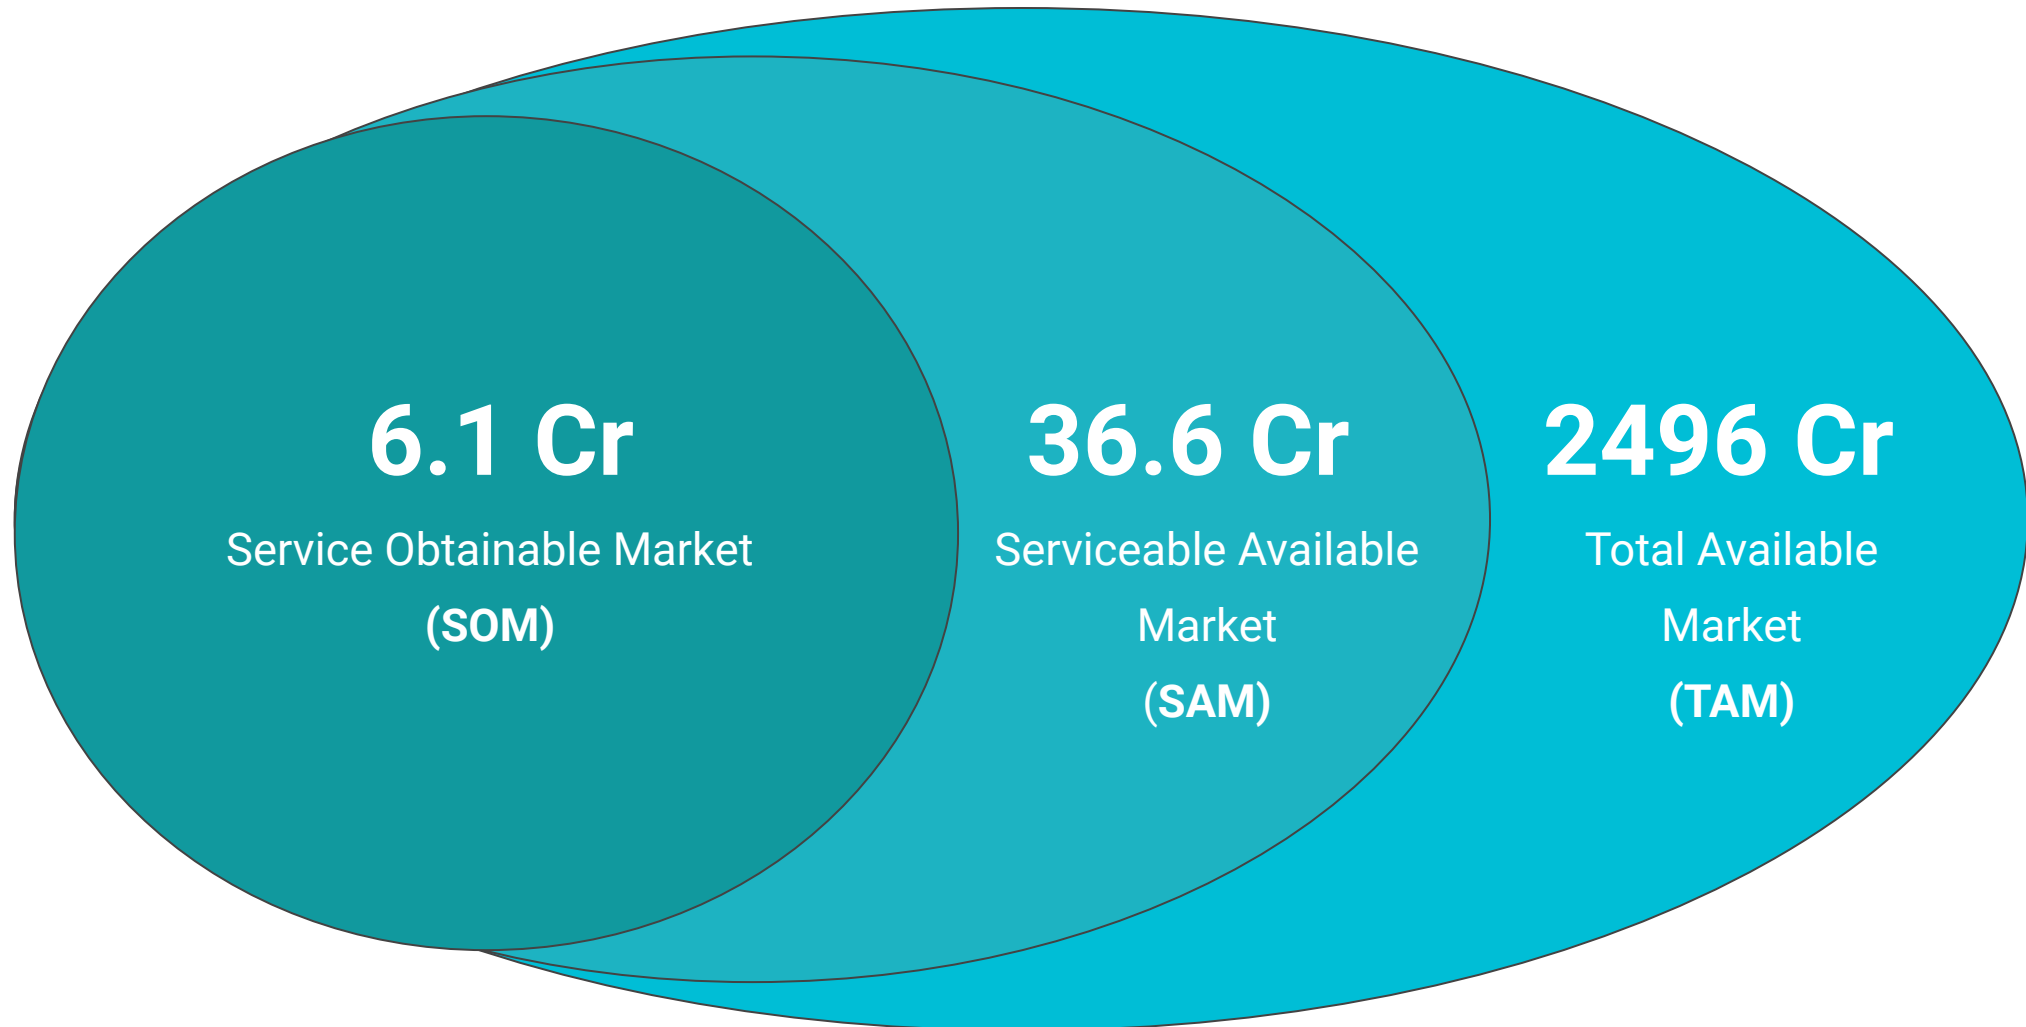 6.1 Cr
Service Obtainable Market
(SOM)
36.6 Cr
Serviceable Available
Market
(SAM)
2496 Cr
Total Available
Market
(TAM)